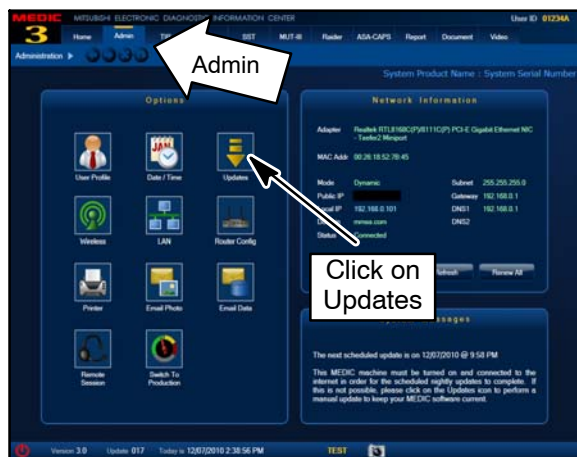 MEDIC MITSUBISHI ELECTRONIC DIAGNOSTIC INFORMATION CENTER User ID 01234A
3 Home Admin SST MUT-III Flasher ASA-CAPS Report Document Video
Administration
Admin
System Product Name : System Serial Number
Options
User Profile Date / Time Updates
Wireless LAN Router Config
Printer Email Photo Email Data
Remote Session Switch To Production
Click on
Updates
Network Information
Adapter Realtek RTL8168C(P)/8111C(P) PCI-E Gigabit Ethernet NIC
- Teefer2 Miniport
MAC Addr 00:26:18:52:7B:45
Mode Dynamic Subnet 255.255.255.0
Public IP Gateway 192.168.0.1
Local IP 192.168.0.101 DNS1 192.168.0.1
mmsa.com DNS2
Status Connected
Refresh Renew All
The next scheduled update is on 12/07/2010 @ 9:58 PM
This MEDIC machine must be turned on and connected to the
internet in order for the scheduled nightly updates to complete. If
this is not possible, please click on the Updates icon to perform a
manual update to keep your MEDIC software current.
Version 3.0 Update 017 Today is 12/07/2010 2:38:56 PM TEST